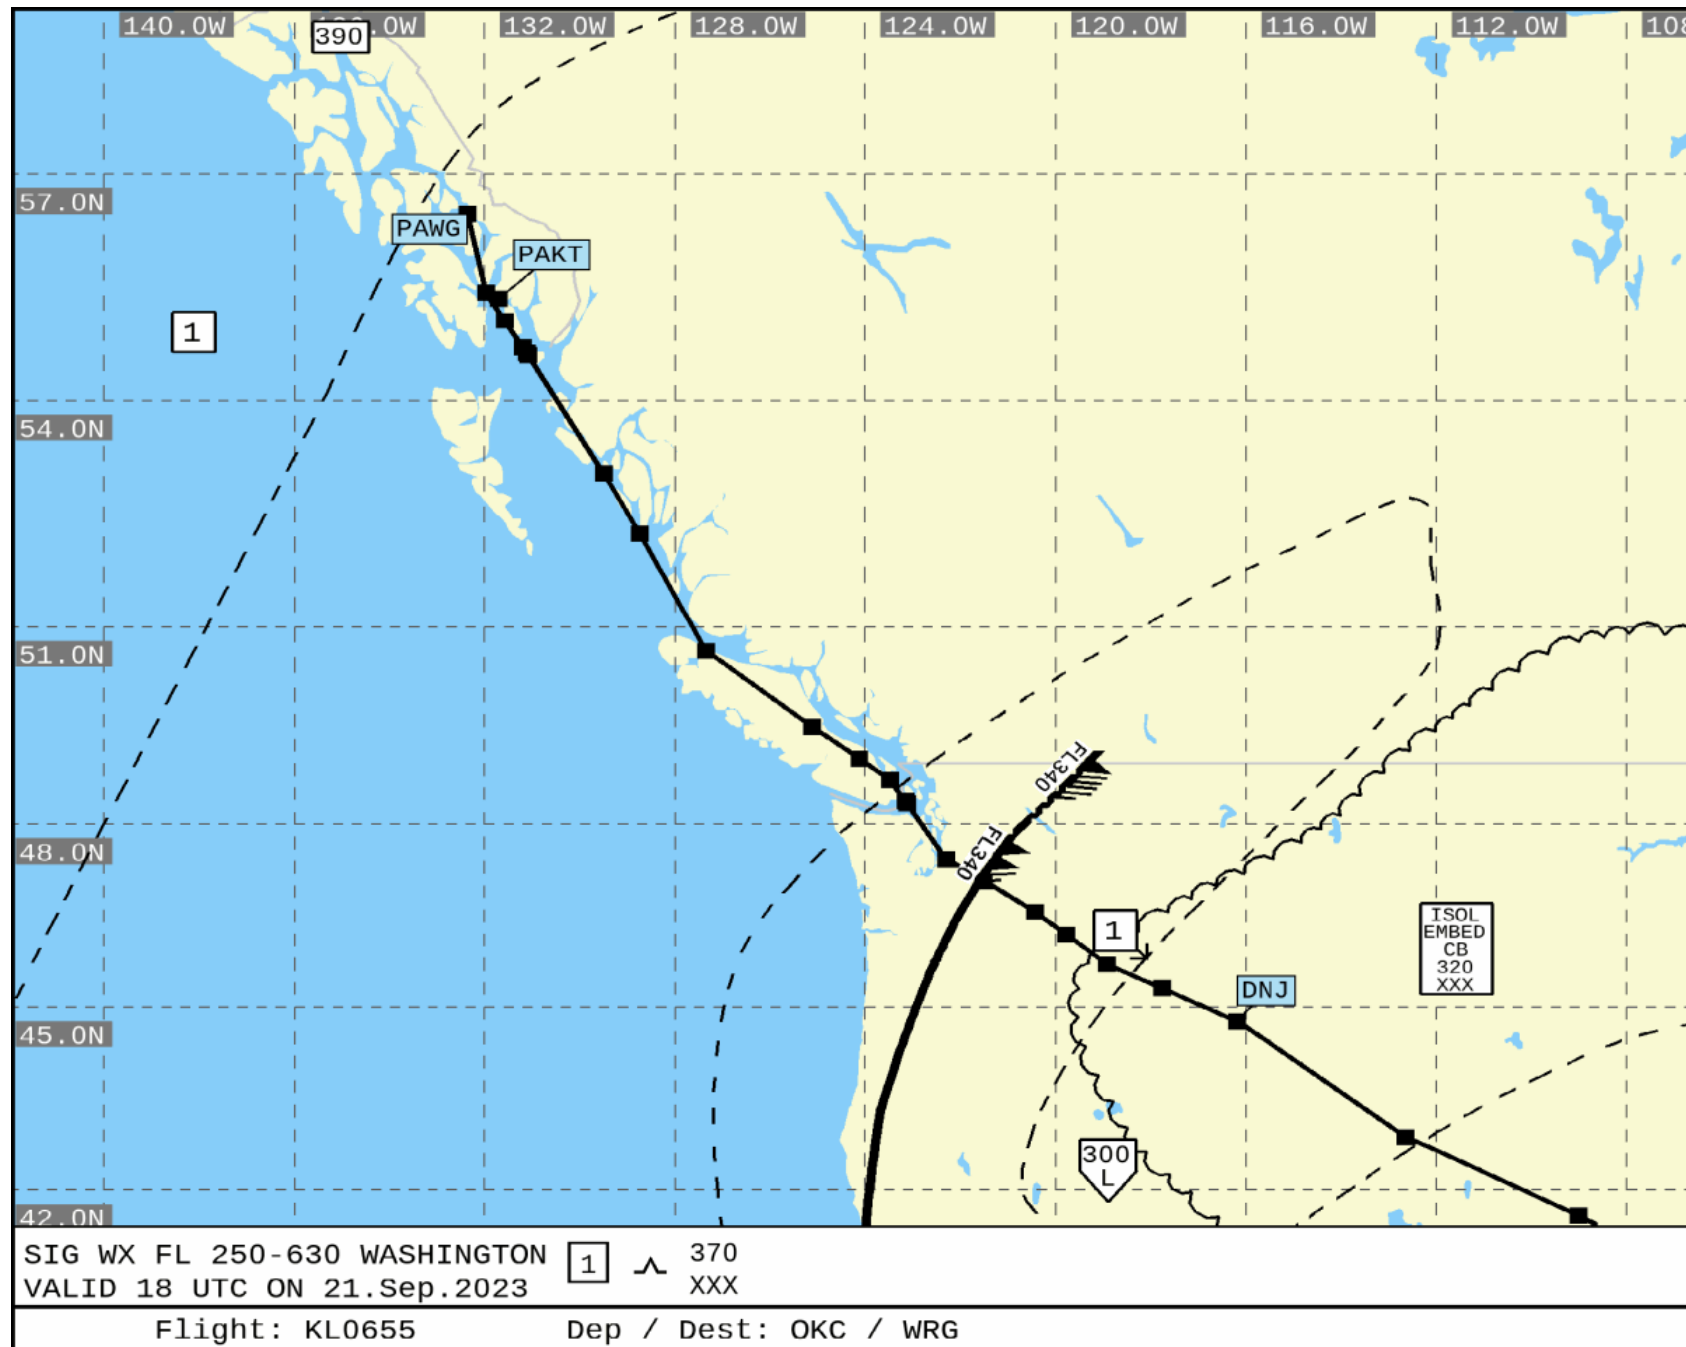 140.0W
390
.0W
132.0W
128.0W
124.0W
120.0W
116.0W
112.0W
108
57.0N
PAWG
PAKT
1
54.0N
51.0N
FL340
FL340
48.0N
1
ISOL
EMBED
CB
320
XXX
DNJ
45.0N
300
L
42.0N
SIG WX FL 250-630 WASHINGTON
VALID 18 UTC ON 21.Sep.2023
1
370
XXX
Flight: KL0655
Dep / Dest: OKC / WRG